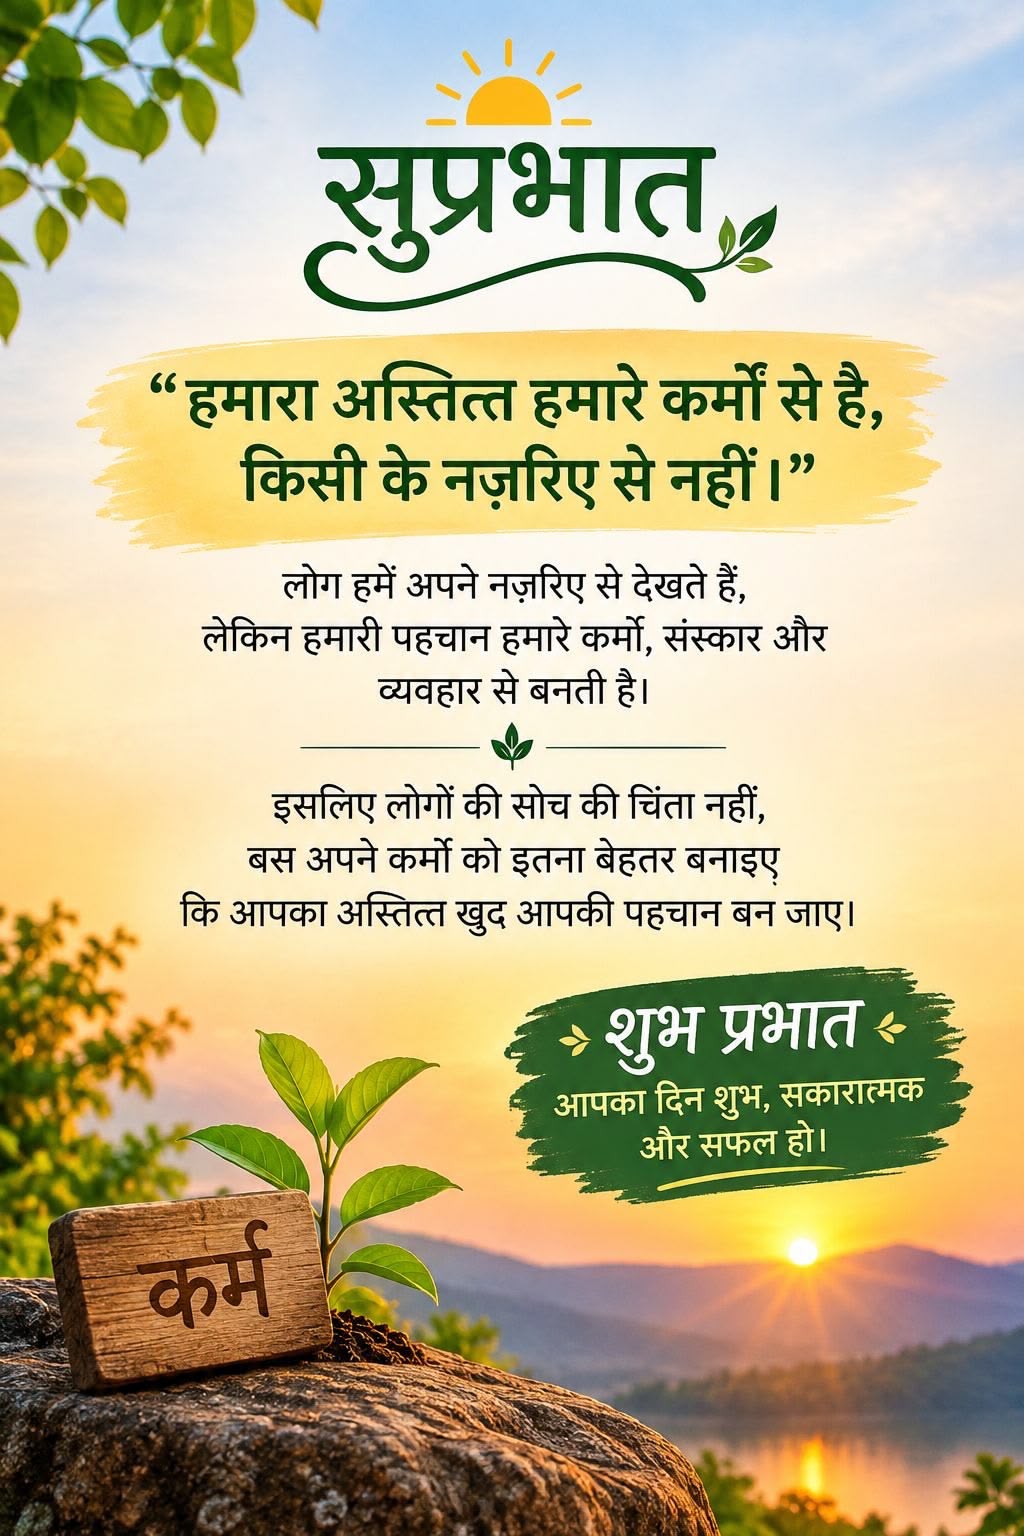 सुप्रभात
“हमारा अस्तित्त हमारे कर्मों से है,
किसी के नज़रिए से नहीं।”
लोग हमें अपने नज़रिए से देखते हैं,
लेकिन हमारी पहचान हमारे कर्मो, संस्कार और
व्यवहार से बनती है।
इसलिए लोगों की सोच की चिंता नहीं,
बस अपने कर्मो को इतना बेहतर बनाइए
कि आपका अस्तित्त खुद आपकी पहचान बन जाए।
शुभ प्रभात
आपका दिन शुभ, सकारात्मक
और सफल हो।
कर्म